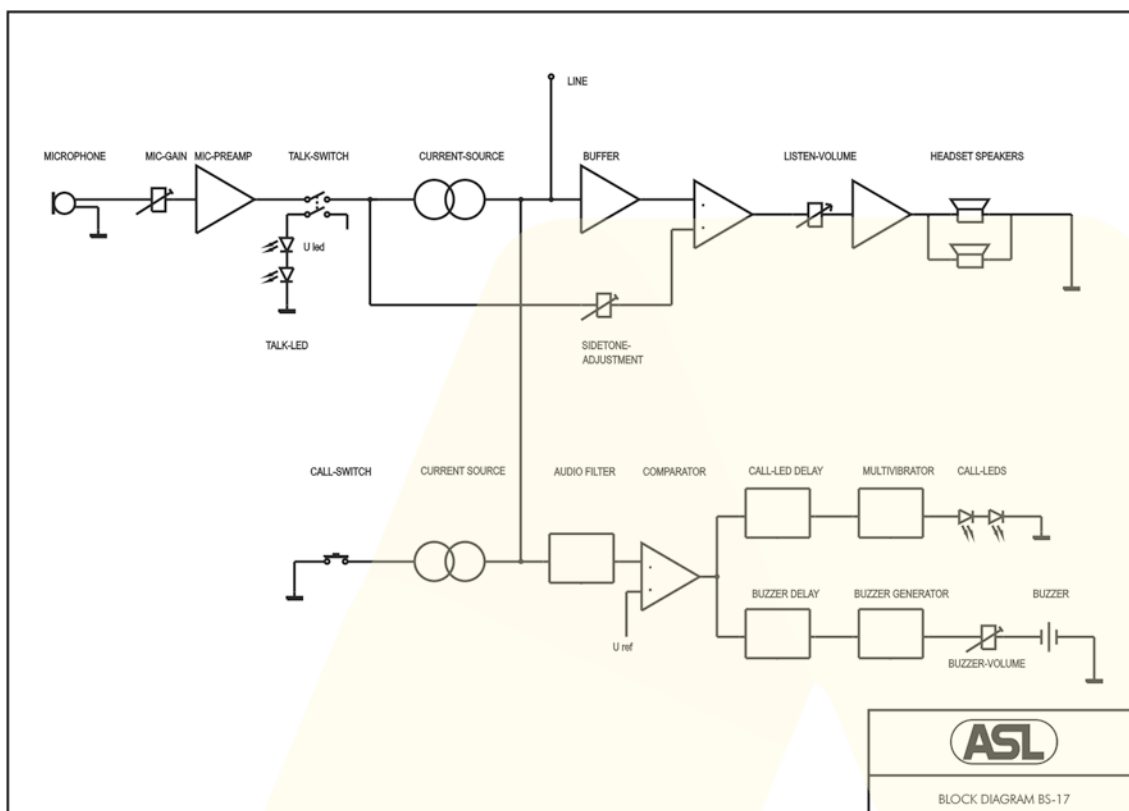 LINE
MICROPHONE
MIC-GAIN
MIC-PREAMP
TALK-SWITCH
CURRENT-SOURCE
BUFFER
LISTEN-VOLUME
HEADSET SPEAKERS
U led
TALK-LED
SIDETONE-
ADJUSTMENT
CALL-SWITCH
CURRENT SOURCE
AUDIO FILTER
COMPARATOR
CALL-LED DELAY
MULTIVIBRATOR
CALL-LEDS
BUZZER DELAY
BUZZER GENERATOR
BUZZER
U ref
BUZZER-VOLUME
ASL
BLOCK DIAGRAM BS-17